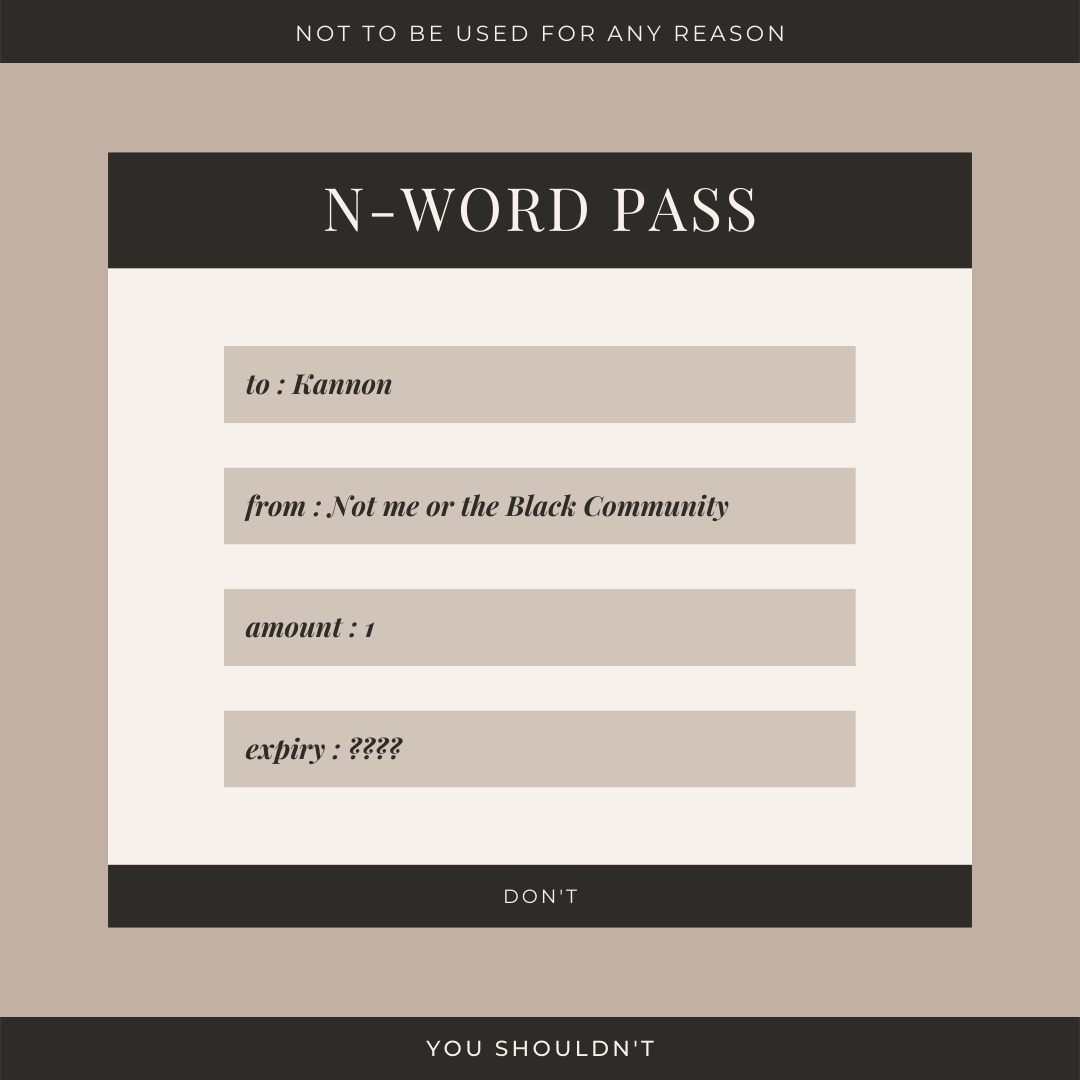 NOT TO BE USED FOR ANY REASON
N-WORD PASS
to : Kannon
from : Not me or the Black Community
amount : 1
expiry : ????
DON'T
YOU SHOULDN'T